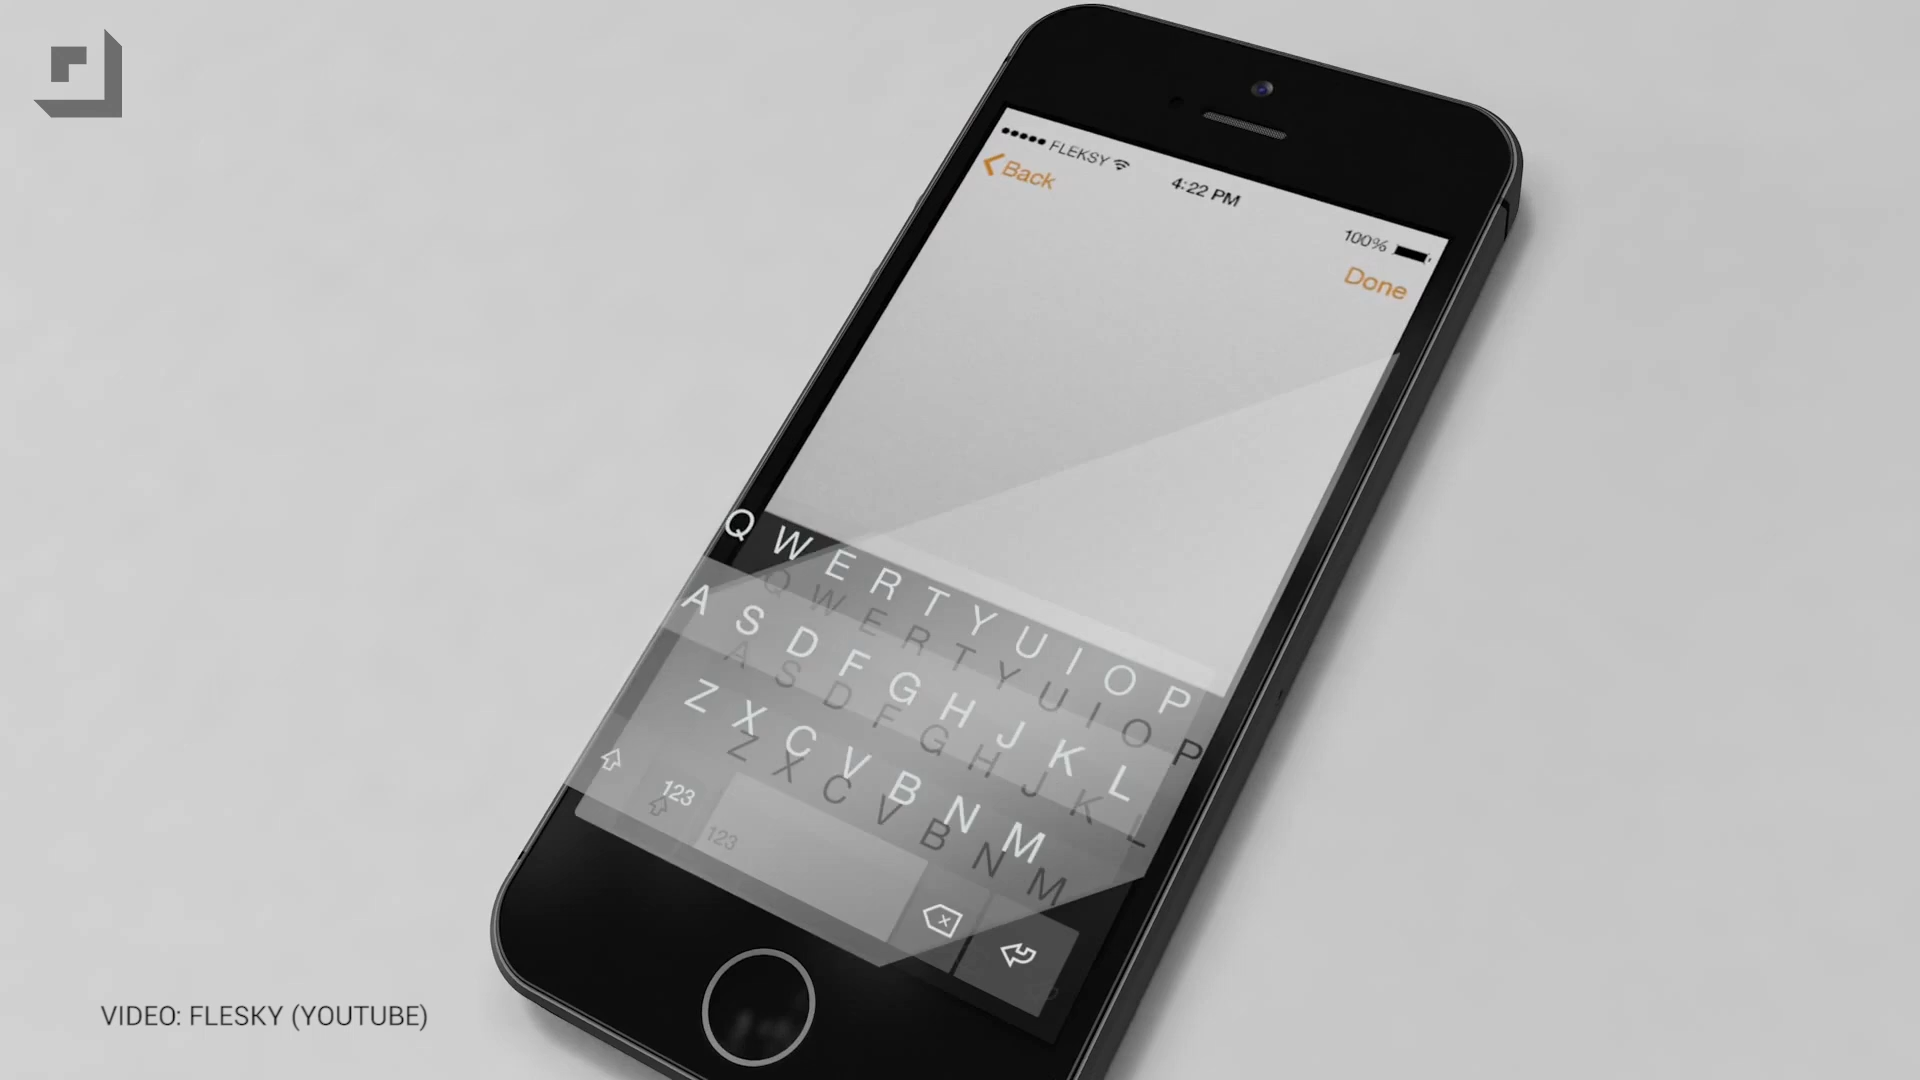 FLEKSY
4:22 PM
100%
Back
Done
Q W E R T Y U I O P
Q W E R T Y U I O P
A S D F G H J K L
A S D F G H J K L
Z X C V B N M
Z X C V B N M
123
123
VIDEO: FLESKY (YOUTUBE)